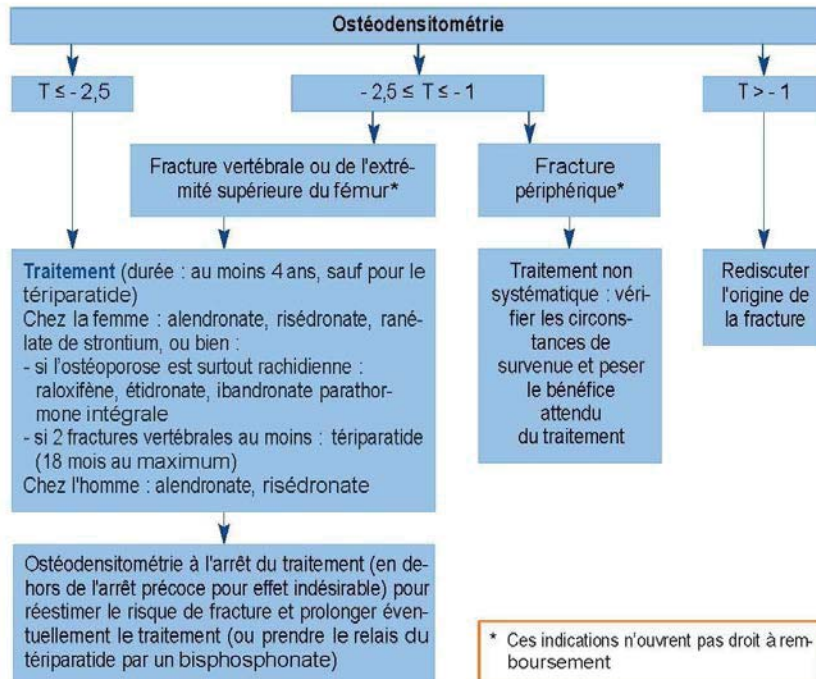 Ostéodensitométrie
T ≤ - 2,5
- 2,5 ≤ T ≤ -1
T > - 1
Fracture vertébrale ou de l'extré-
mité supérieure du fémur*
Fracture
périphérique*
Traitement (durée : au moins 4 ans, sauf pour le
tériparatide)
Chez la femme : alendronate, risédronate, rané-
late de strontium, ou bien :
- si l'ostéoporose est surtout rachidienne :
raloxifène, étidronate, ibandronate parathor-
mone intégrale
- si 2 fractures vertébrales au moins : tériparatide
(18 mois au maximum)
Chez l'homme : alendronate, risédronate
Traitement non
systématique : véri-
fier les circons-
tances de
survenue et peser
le bénéfice
attendu
du traitement
Rediscuter
l'origine de
la fracture
Ostéodensitométrie à l'arrêt du traitement (en de-
hors de l'arrêt précoce pour effet indésirable) pour
réestimer le risque de fracture et prolonger éven-
tuellement le traitement (ou prendre le relais du
tériparatide par un bisphosphonate)
* Ces indications n'ouvrent pas droit à rem-
boursement